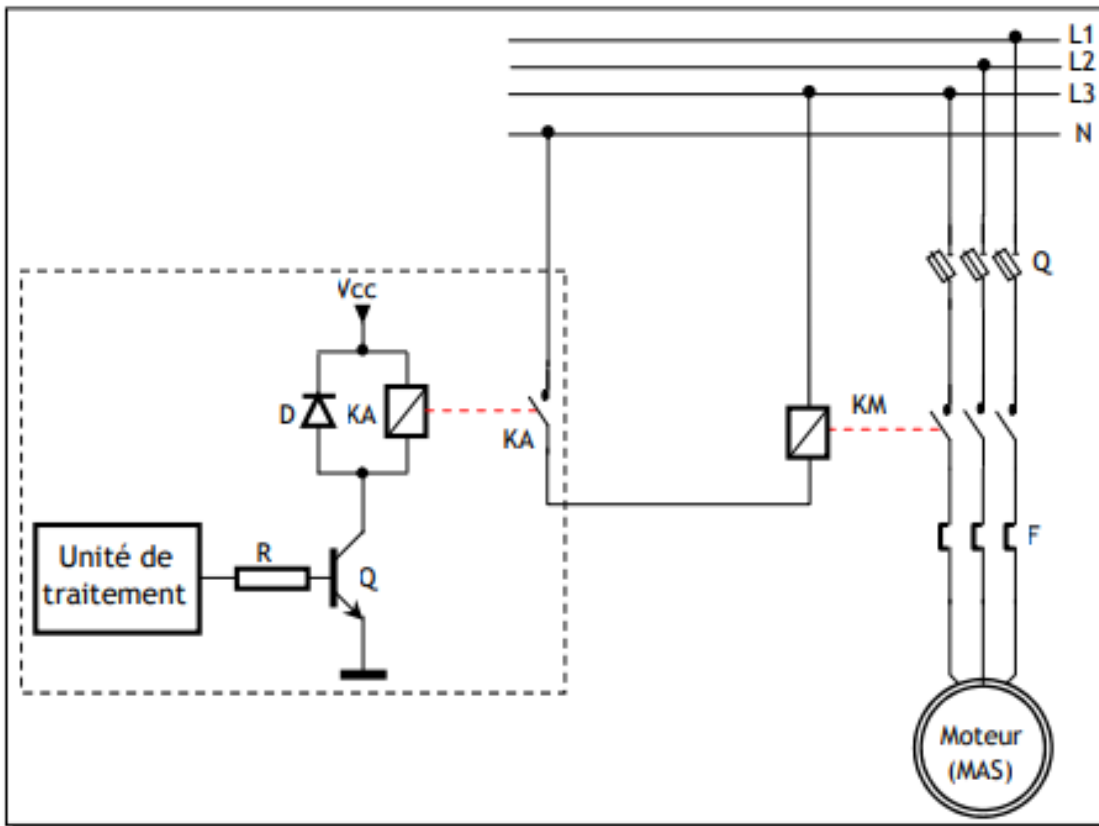 L1
L2
L3
N
Q
Vcc
D
KA
KA
KM
F
R
Q
Unité de
traitement
Moteur
(MAS)